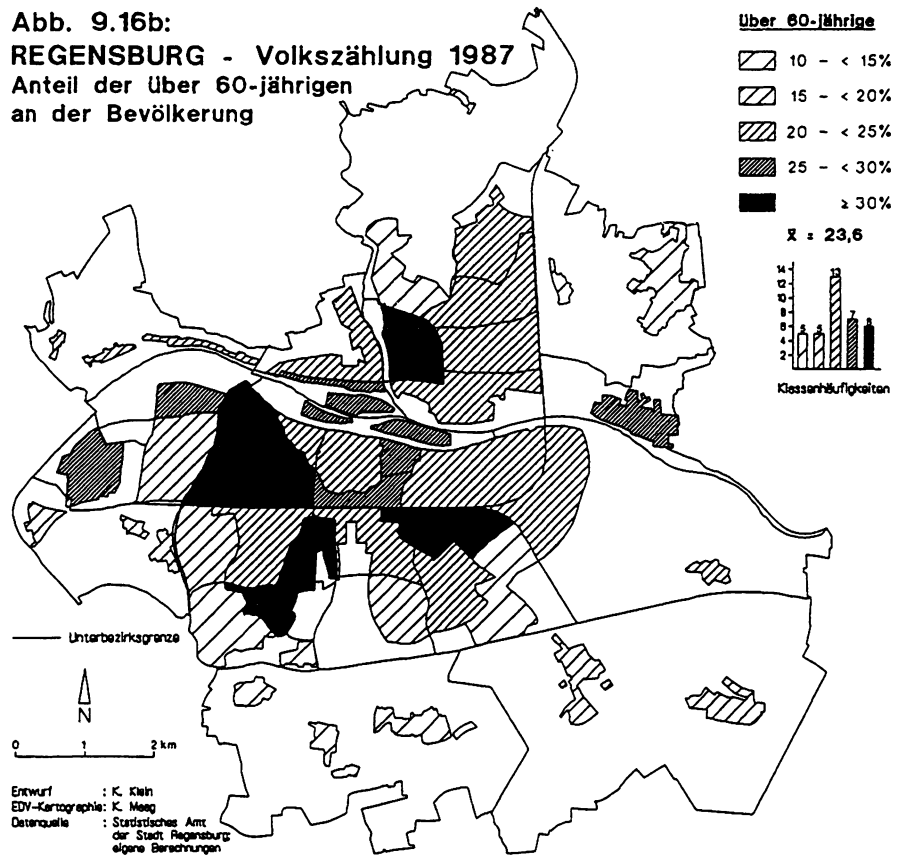 Abb. 9.16b:
REGENSBURG - Volkszählung 1987
Anteil der über 60-jährigen
an der Bevölkerung
über 60-jährige
10 - < 15%
15 - < 20%
20 - < 25%
25 - < 30%
≥ 30%
x̄ = 23,6
14
12
10
8
6
4
2
5
5
13
7
6
Klassenhäufigkeiten
Unterbezirksgrenze
N
0 1 2 km
Entwurf : K. Klein
EDV-Kartographie: K. Maag
Datenquelle : Statistisches Amt
der Stadt Regensburg;
eigene Berechnungen